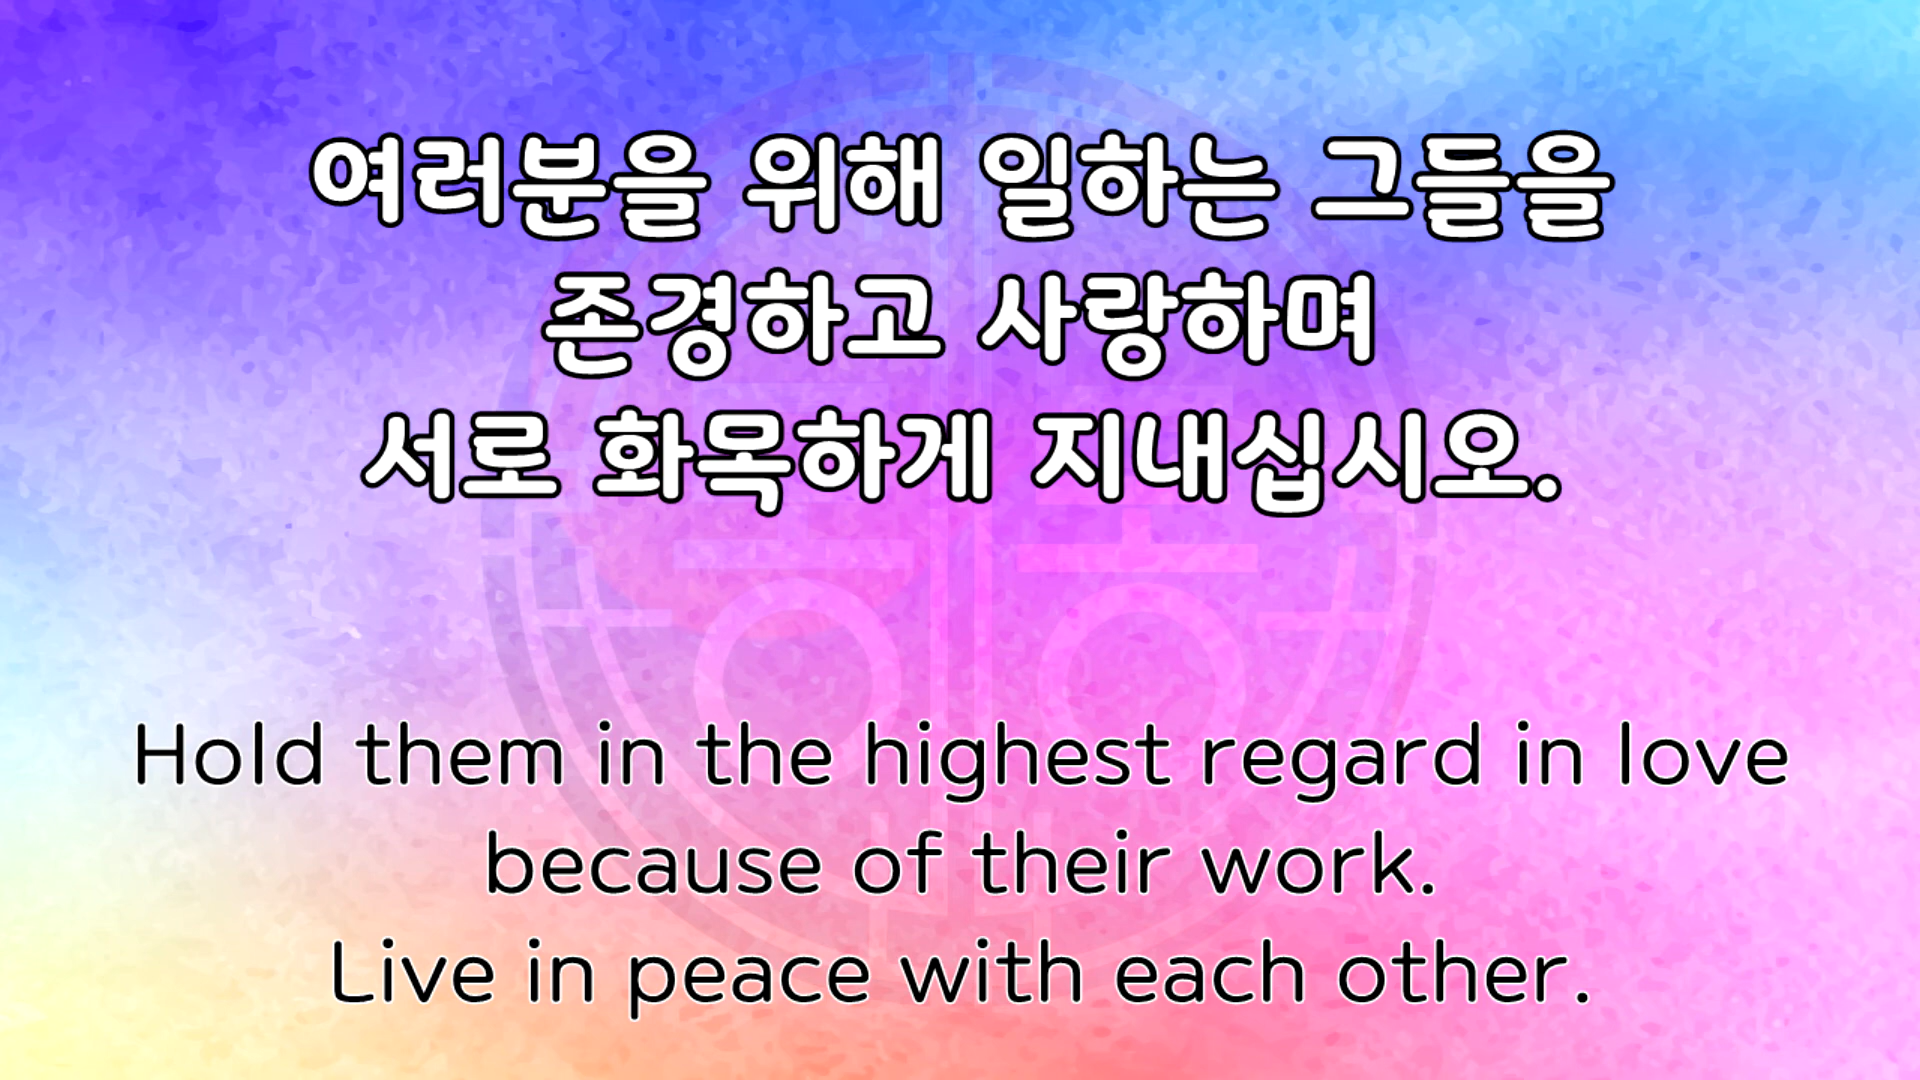 여러분을 위해 일하는 그들을
존경하고 사랑하며
서로 화목하게 지내십시오.
Hold them in the highest regard in love
because of their work.
Live in peace with each other.